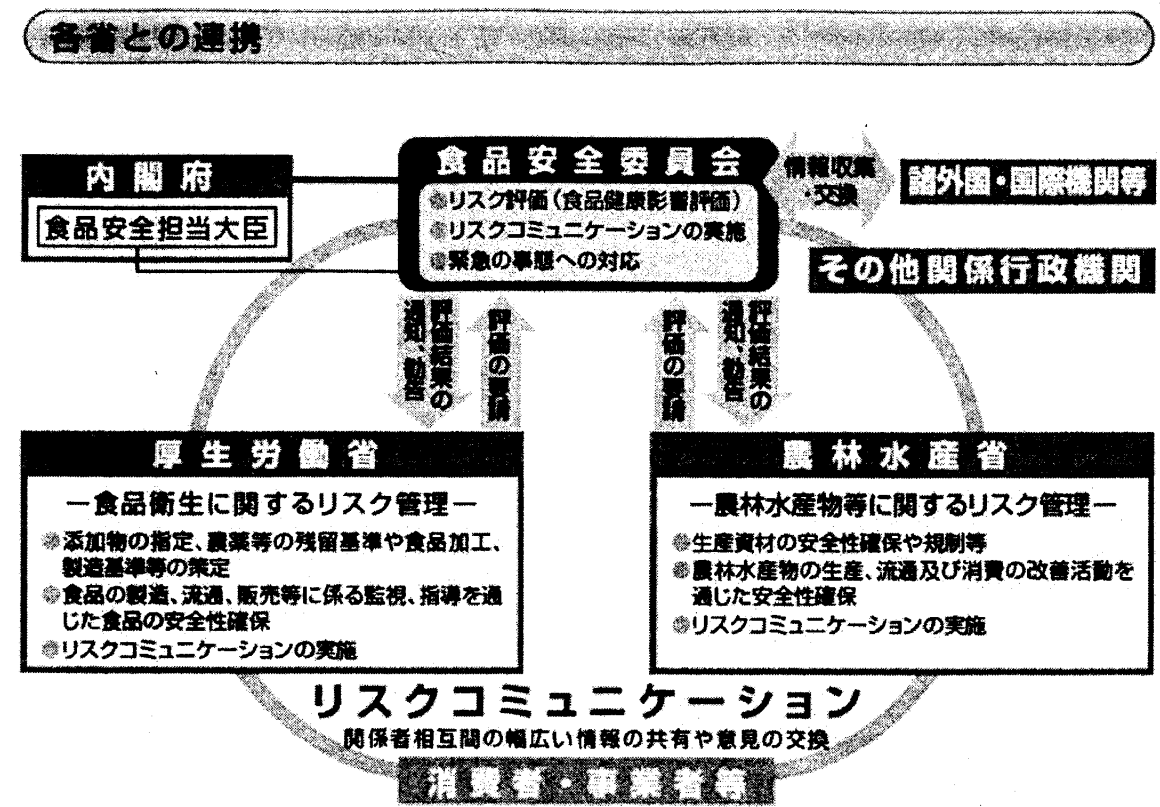 各省との連携
内閣府
食品安全担当大臣
食品安全委員会
●リスク評価(食品健康影響評価)
●リスクコミュニケーションの実施
●緊急の事態への対応
情報収集
・交換
諸外国・国際機関等
その他関係行政機関
評価結果の
通知、勧告
評価の要請
評価の要請
評価結果の
通知、勧告
厚生労働省
―食品衛生に関するリスク管理―
●添加物の指定、農薬等の残留基準や食品加工、
製造基準等の策定
●食品の製造、流通、販売等に係る監視、指導を通
じた食品の安全性確保
●リスクコミュニケーションの実施
農林水産省
―農林水産物等に関するリスク管理―
●生産資材の安全性確保や規制等
●農林水産物の生産、流通及び消費の改善活動を
通じた安全性確保
●リスクコミュニケーションの実施
リスクコミュニケーション
関係者相互間の幅広い情報の共有や意見の交換
消費者・事業者等